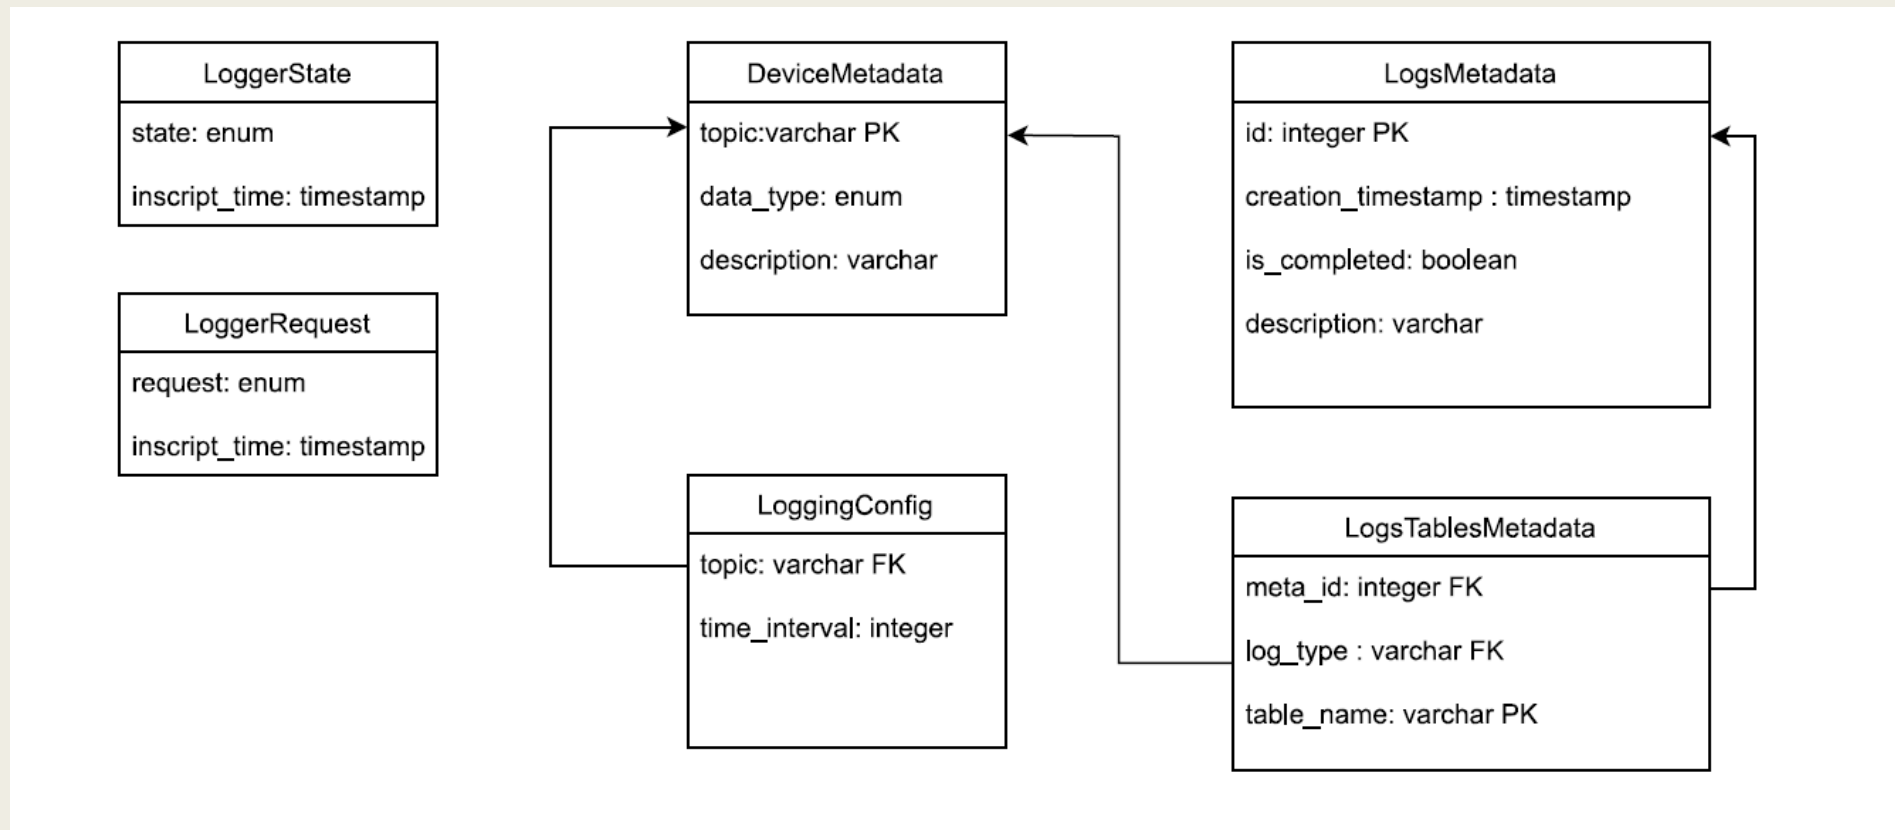 LoggerState
state: enum
inscript_time: timestamp
LoggerRequest
request: enum
inscript_time: timestamp
DeviceMetadata
topic:varchar PK
data_type: enum
description: varchar
LoggingConfig
topic: varchar FK
time_interval: integer
LogsMetadata
id: integer PK
creation_timestamp : timestamp
is_completed: boolean
description: varchar
LogsTablesMetadata
meta_id: integer FK
log_type : varchar FK
table_name: varchar PK